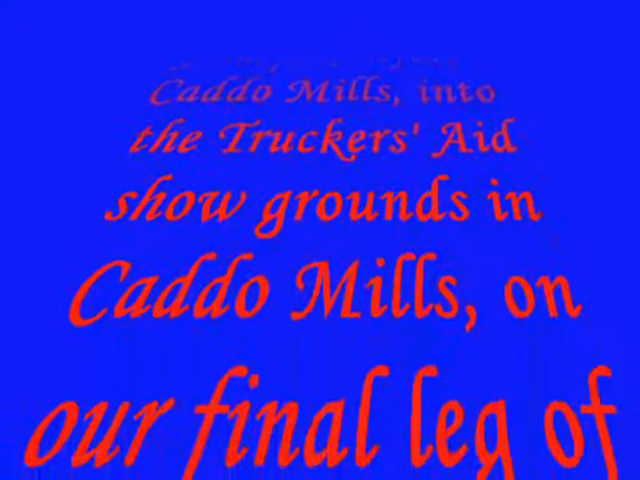 Caddo Mills, into
the Truckers' Aid
show grounds in
Caddo Mills, on
our final leg of